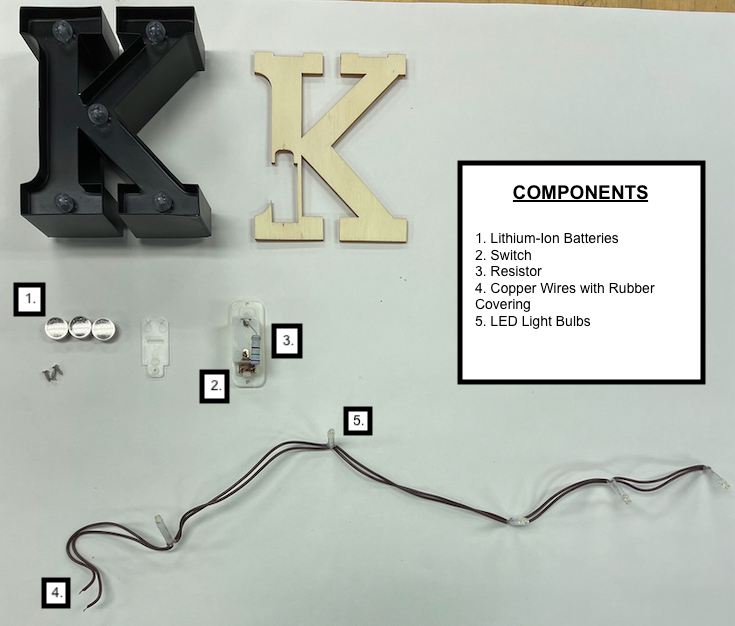 K K
COMPONENTS
1. Lithium-Ion Batteries
2. Switch
3. Resistor
4. Copper Wires with Rubber
Covering
5. LED Light Bulbs
1.
3.
2.
5.
4.